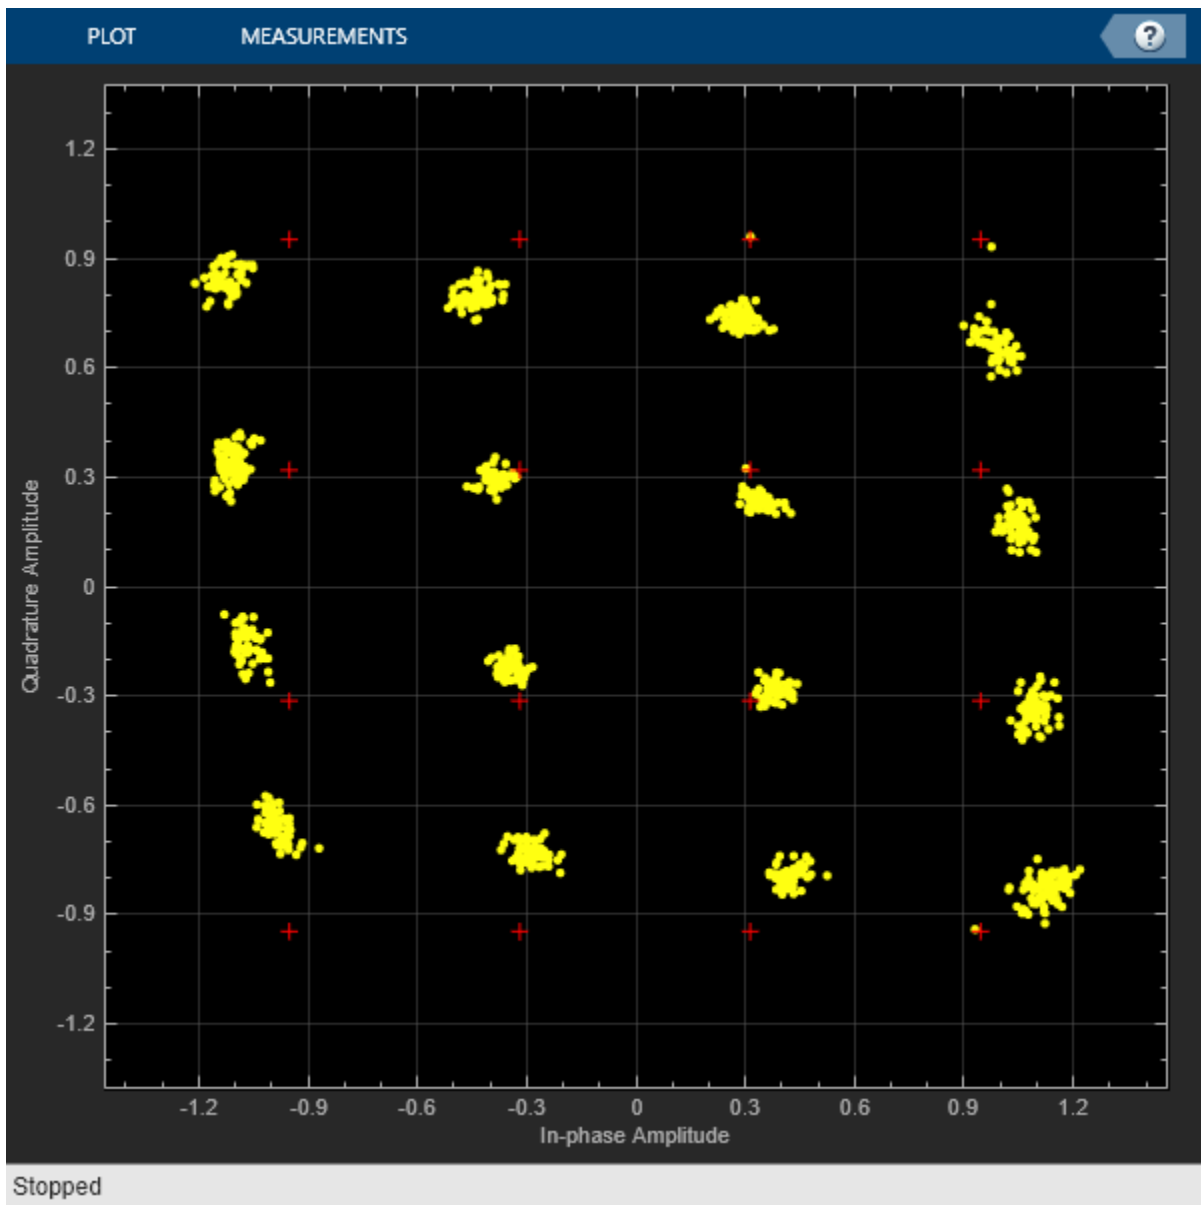 PLOT MEASUREMENTS ?
1.2
0.9
0.6
0.3
0
-0.3
-0.6
-0.9
-1.2
Quadrature Amplitude
-1.2 -0.9 -0.6 -0.3 0 0.3 0.6 0.9 1.2
In-phase Amplitude
Stopped